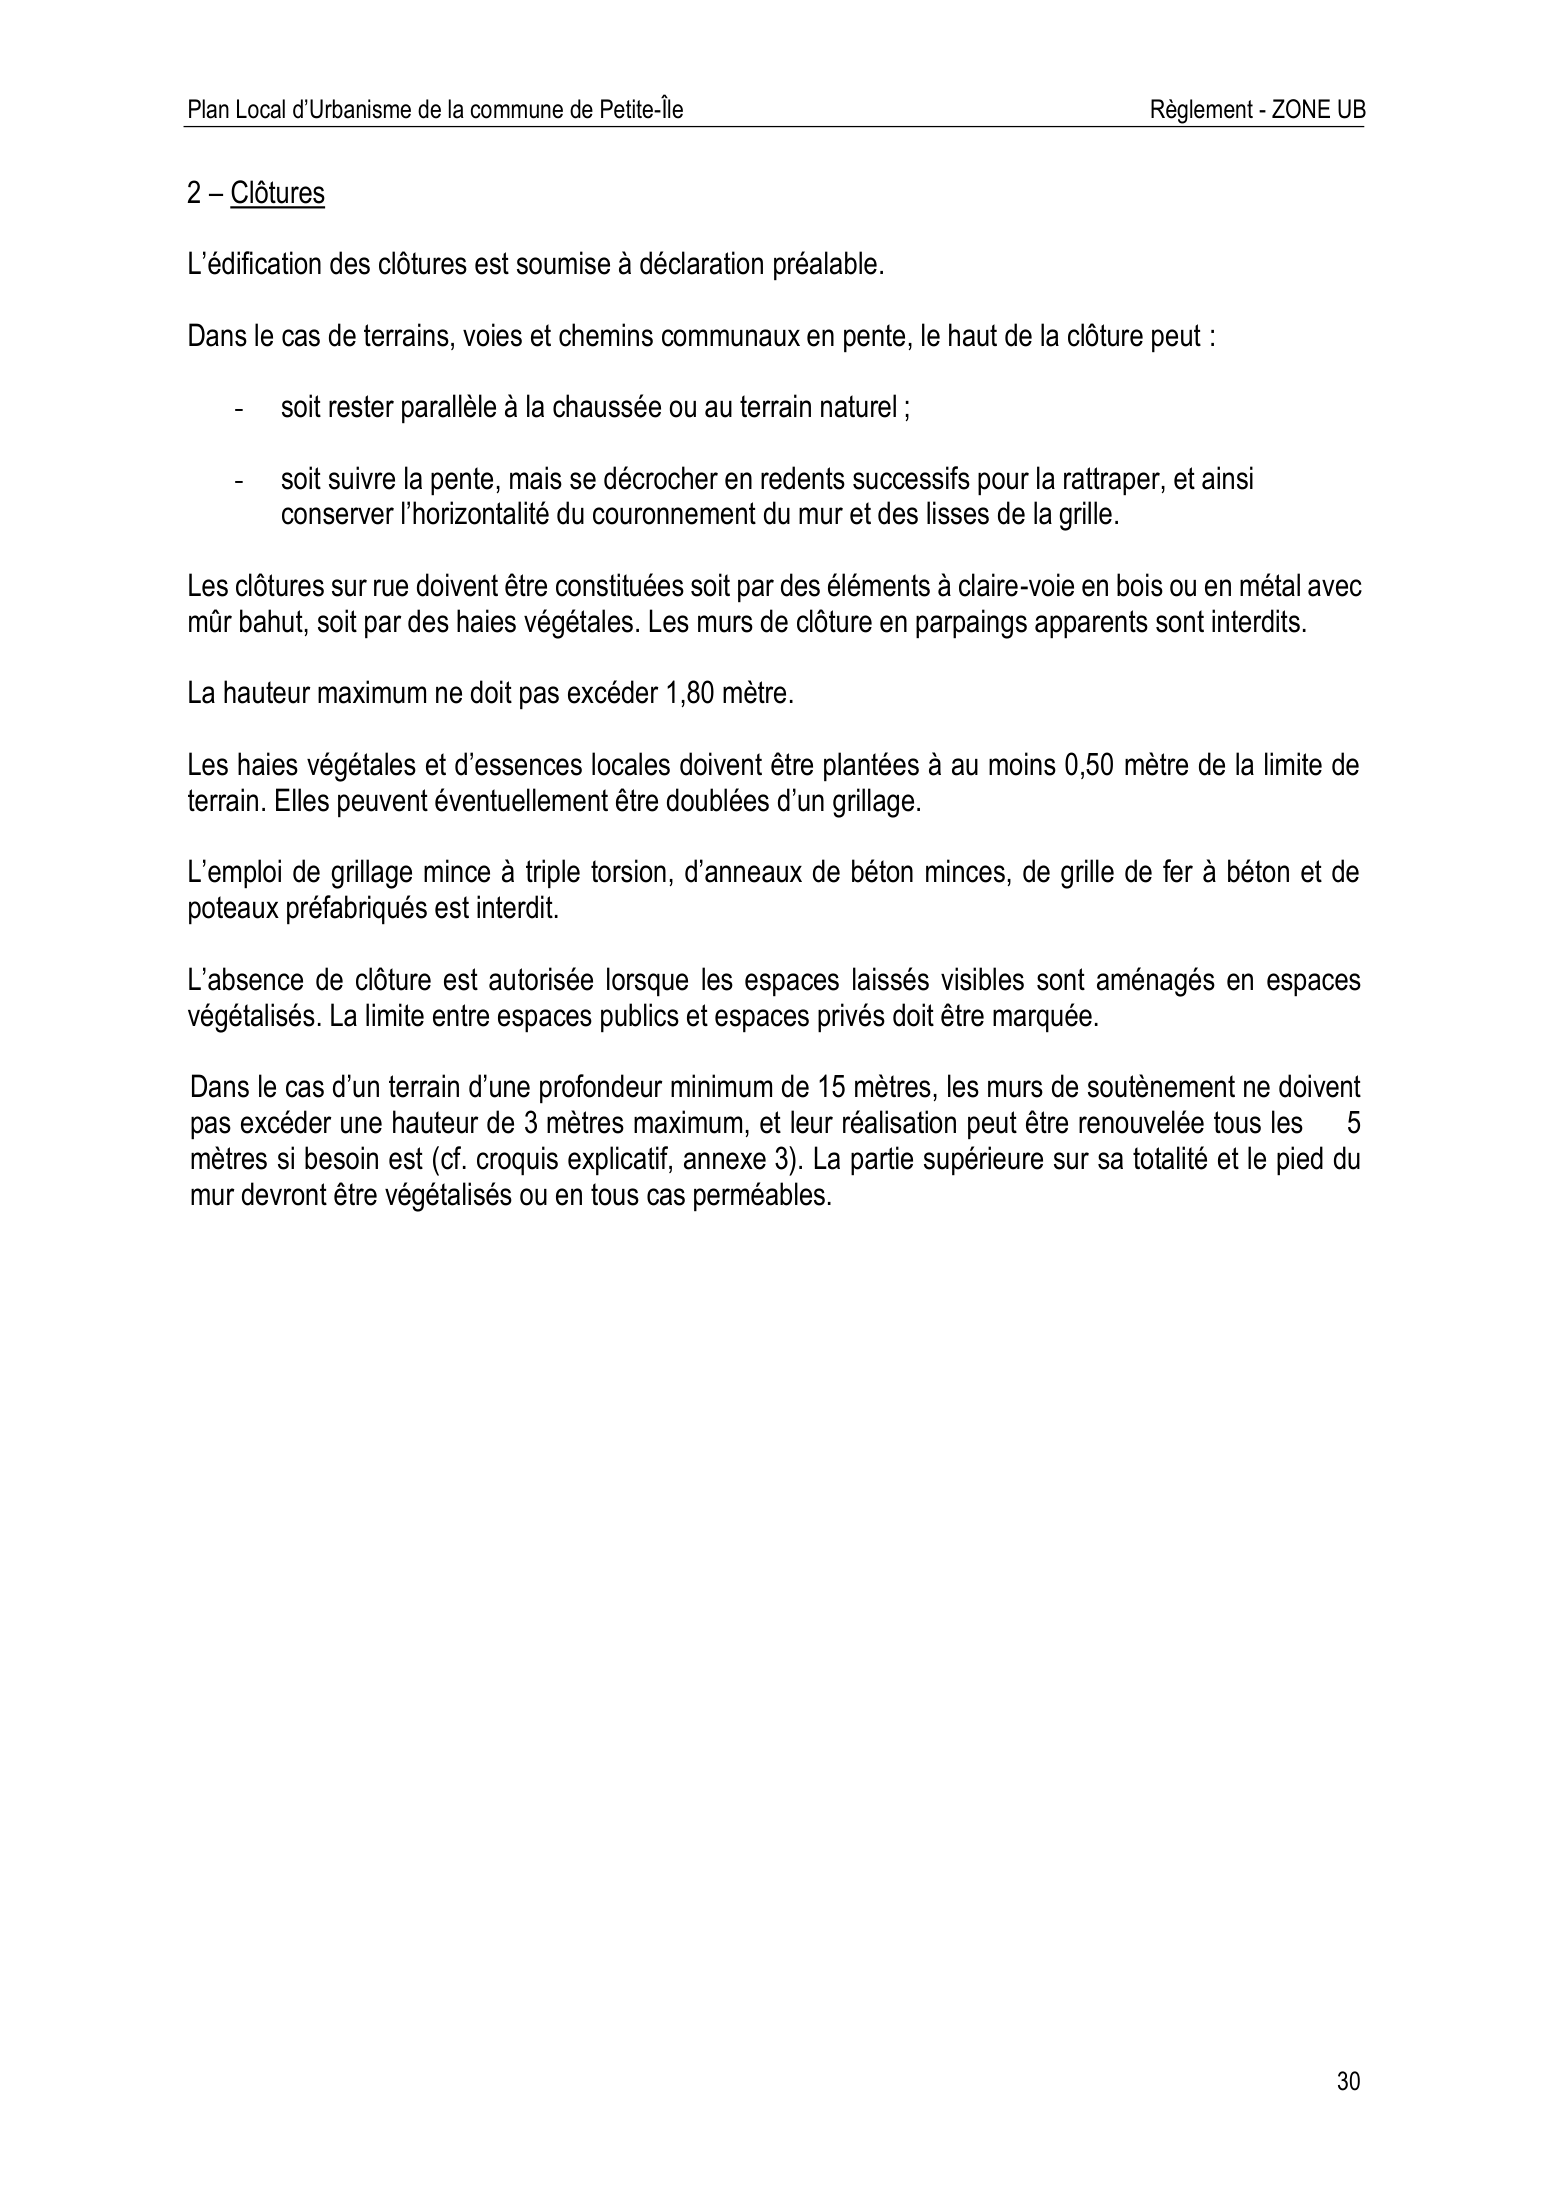 Plan Local d’Urbanisme de la commune de Petite-Île Règlement - ZONE UB
2 – Clôtures
L’édification des clôtures est soumise à déclaration préalable.
Dans le cas de terrains, voies et chemins communaux en pente, le haut de la clôture peut :
- soit rester parallèle à la chaussée ou au terrain naturel ;
- soit suivre la pente, mais se décrocher en redents successifs pour la rattraper, et ainsi
conserver l’horizontalité du couronnement du mur et des lisses de la grille.
Les clôtures sur rue doivent être constituées soit par des éléments à claire-voie en bois ou en métal avec
mûr bahut, soit par des haies végétales. Les murs de clôture en parpaings apparents sont interdits.
La hauteur maximum ne doit pas excéder 1,80 mètre.
Les haies végétales et d’essences locales doivent être plantées à au moins 0,50 mètre de la limite de
terrain. Elles peuvent éventuellement être doublées d’un grillage.
L’emploi de grillage mince à triple torsion, d’anneaux de béton minces, de grille de fer à béton et de
poteaux préfabriqués est interdit.
L’absence de clôture est autorisée lorsque les espaces laissés visibles sont aménagés en espaces
végétalisés. La limite entre espaces publics et espaces privés doit être marquée.
Dans le cas d’un terrain d’une profondeur minimum de 15 mètres, les murs de soutènement ne doivent
pas excéder une hauteur de 3 mètres maximum, et leur réalisation peut être renouvelée tous les 5
mètres si besoin est (cf. croquis explicatif, annexe 3). La partie supérieure sur sa totalité et le pied du
mur devront être végétalisés ou en tous cas perméables.
30